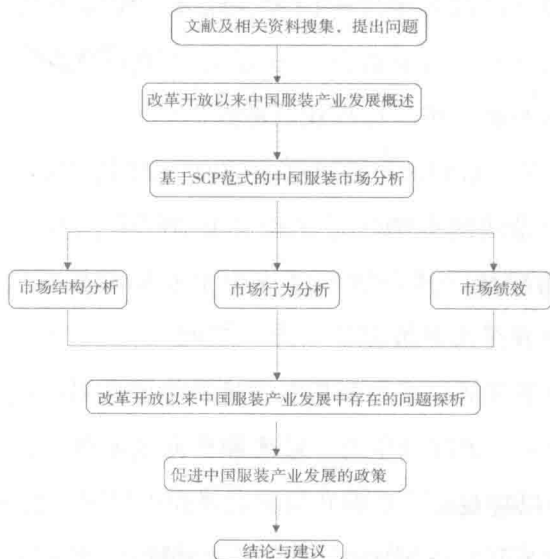 文献及相关资料搜集、提出问题
改革开放以来中国服装产业发展概述
基于SCP范式的中国服装市场分析
市场结构分析
市场行为分析
市场绩效
改革开放以来中国服装产业发展中存在的问题探析
促进中国服装产业发展的政策
结论与建议